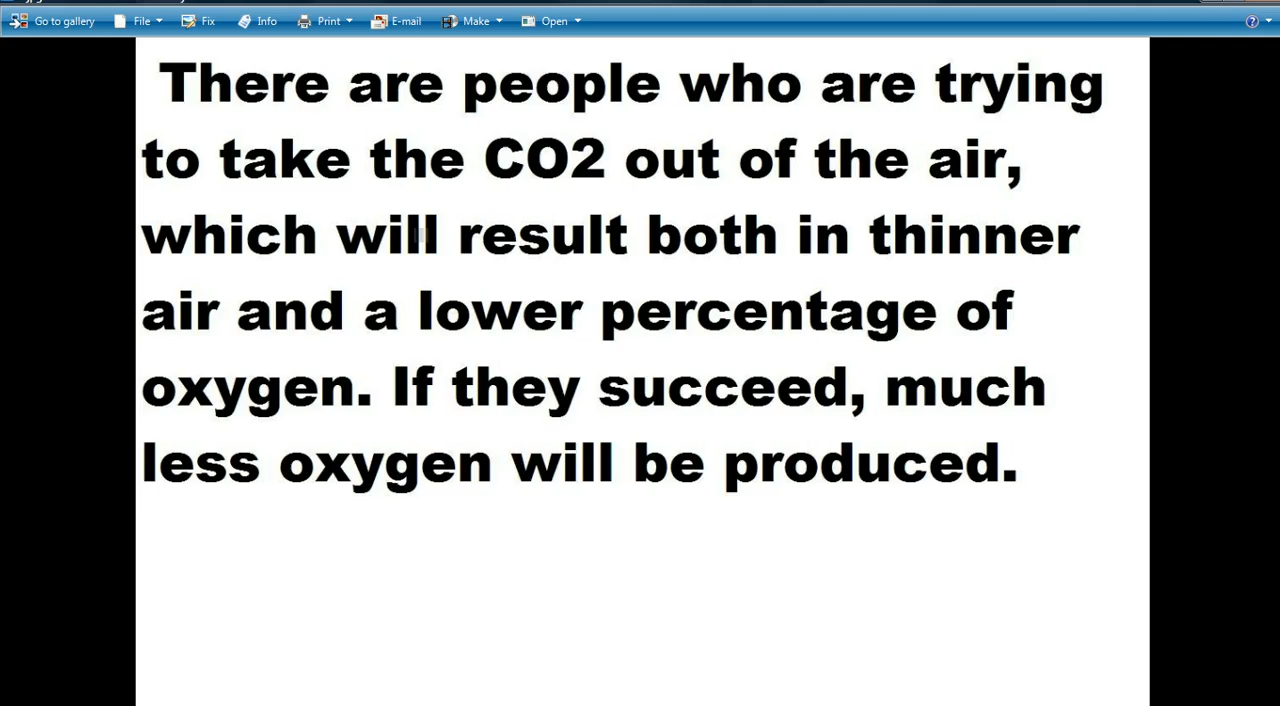 Go to gallery File Fix Info Print E-mail Make Open
There are people who are trying
to take the CO2 out of the air,
which will result both in thinner
air and a lower percentage of
oxygen. If they succeed, much
less oxygen will be produced.